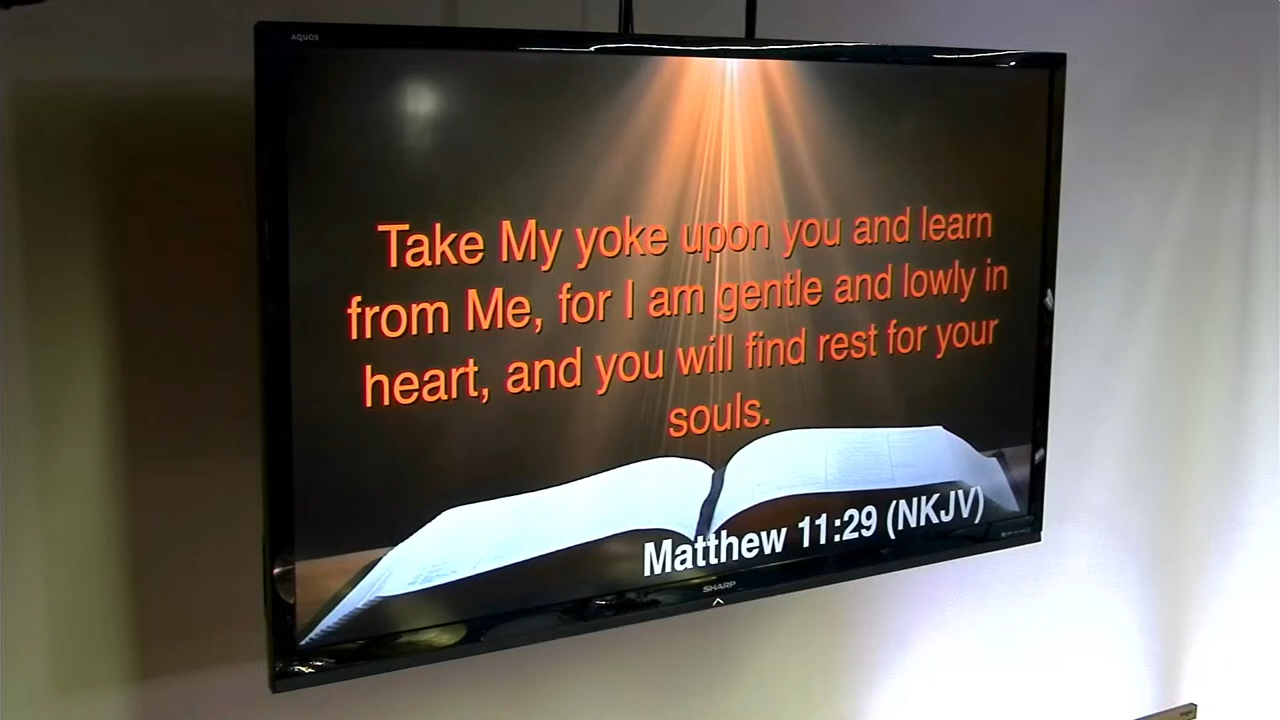 AQUOS
Take My yoke upon you and learn
from Me, for I am gentle and lowly in
heart, and you will find rest for your
souls.
Matthew 11:29 (NKJV)
SHARP